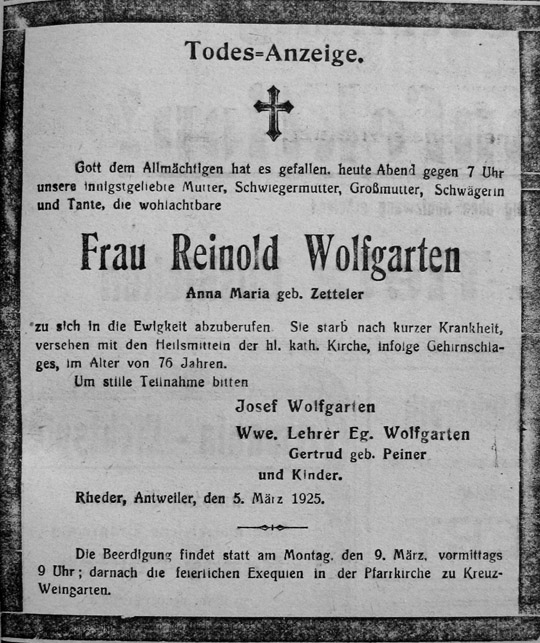 Todes=Anzeige.
Gott dem Allmächtigen hat es gefallen, heute Abend gegen 7 Uhr
unsere innigstgeliebte Mutter, Schwiegermutter, Großmutter, Schwägerin
und Tante, die wohlachtbare
Frau Reinold Wolfgarten
Anna Maria geb. Zetteler
zu sich in die Ewigkeit abzuberufen. Sie starb nach kurzer Krankheit,
versehen mit den Heilsmitteln der hl. kath. Kirche, infolge Gehirnschla-
ges, im Alter von 76 Jahren.
Um stille Teilnahme bitten
Josef Wolfgarten
Wwe. Lehrer Eg. Wolfgarten
Gertrud geb. Peiner
und Kinder.
Rheder, Antweiler, den 5. März 1925.
Die Beerdigung findet statt am Montag, den 9. März, vormittags
9 Uhr; darnach die feierlichen Exequien in der Pfarrkirche zu Kreuz-
Weingarten.